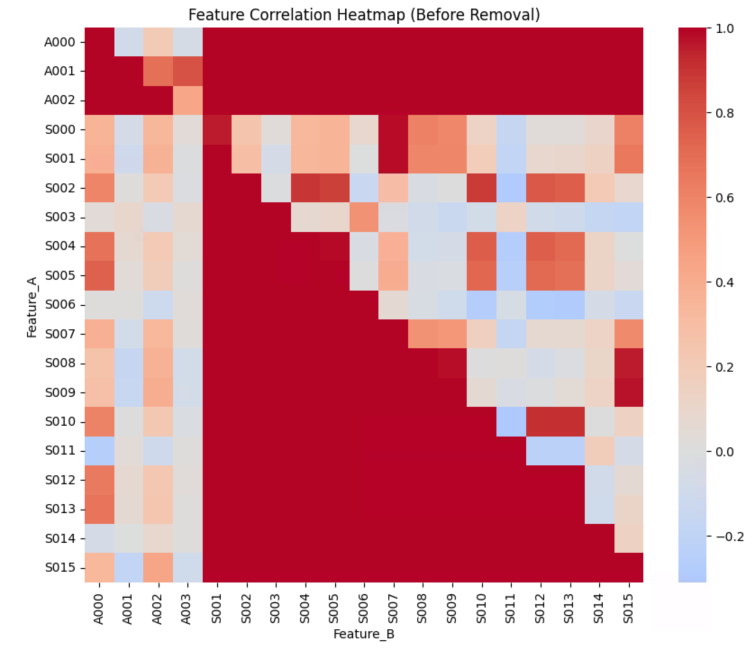 Feature Correlation Heatmap (Before Removal)
Feature_A
A000
A001
A002
S000
S001
S002
S003
S004
S005
S006
S007
S008
S009
S010
S011
S012
S013
S014
S015
A000 A001 A002 A003 S001 S002 S003 S004 S005 S006 S007 S008 S009 S010 S011 S012 S013 S014 S015
Feature_B
1.0
0.8
0.6
0.4
0.2
0.0
−0.2